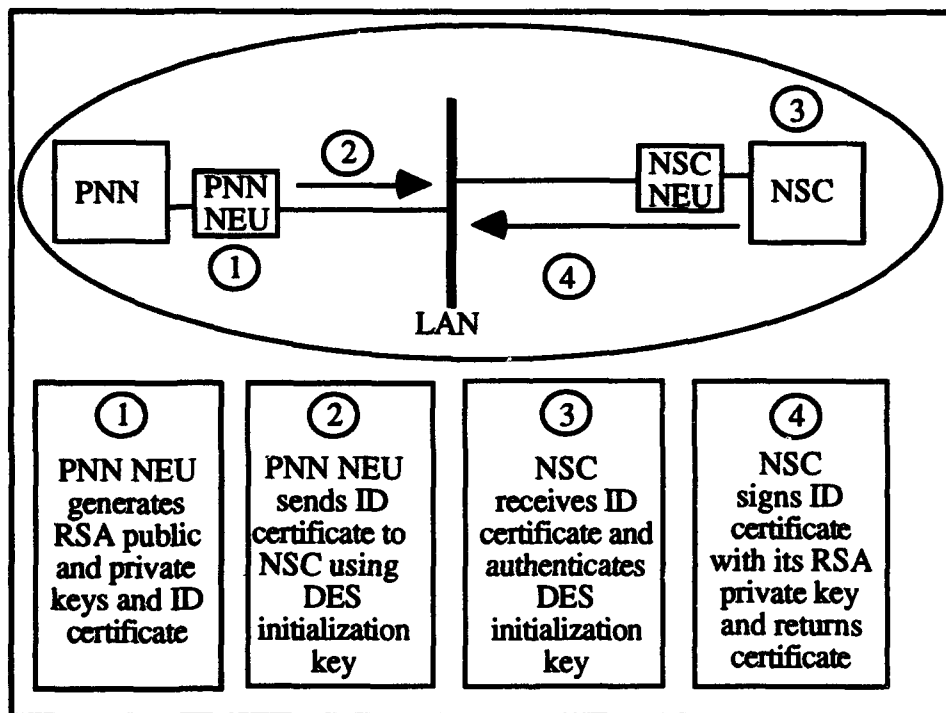 3
2
PNN
PNN
NEU
NSC
NEU
NSC
1
4
LAN
1
PNN NEU
generates
RSA public
and private
keys and ID
certificate
2
PNN NEU
sends ID
certificate to
NSC using
DES
initialization
key
3
NSC
receives ID
certificate and
authenticates
DES
initialization
key
4
NSC
signs ID
certificate
with its RSA
private key
and returns
certificate